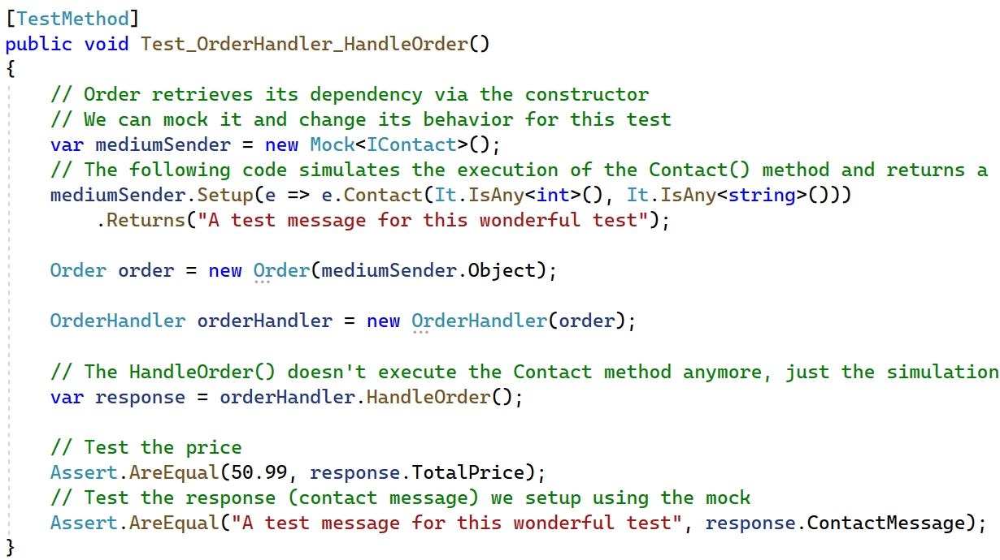 [TestMethod]
public void Test_OrderHandler_HandleOrder()
{
    // Order retrieves its dependency via the constructor
    // We can mock it and change its behavior for this test
    var mediumSender = new Mock<IContact>();
    // The following code simulates the execution of the Contact() method and returns a
    mediumSender.Setup(e => e.Contact(It.IsAny<int>(), It.IsAny<string>()))
        .Returns("A test message for this wonderful test");
    Order order = new Order(mediumSender.Object);
    OrderHandler orderHandler = new OrderHandler(order);
    // The HandleOrder() doesn't execute the Contact method anymore, just the simulation
    var response = orderHandler.HandleOrder();
    // Test the price
    Assert.AreEqual(50.99, response.TotalPrice);
    // Test the response (contact message) we setup using the mock
    Assert.AreEqual("A test message for this wonderful test", response.ContactMessage);
}